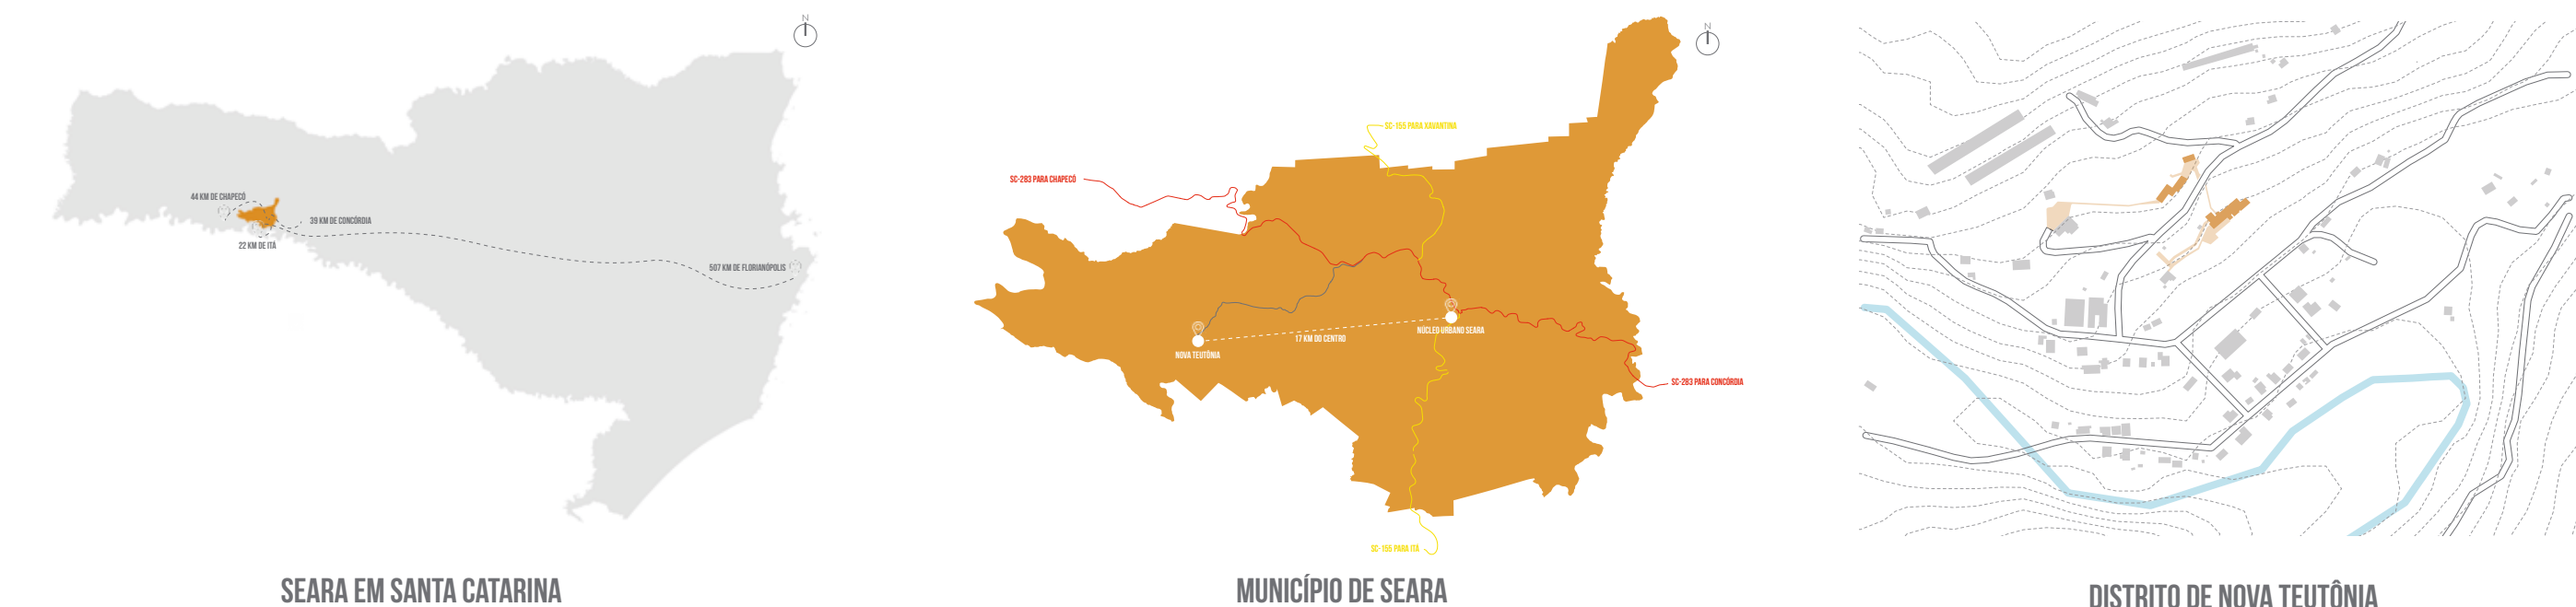 N
44 KM DE CHAPECÓ
39 KM DE CONCÓRDIA
22 KM DE ITÁ
507 KM DE FLORIANÓPOLIS
SEARA EM SANTA CATARINA
N
SC-155 PARA XAVANTINA
SC-283 PARA CHAPECÓ
NÚCLEO URBANO SEARA
17 KM DO CENTRO
NOVA TEUTÔNIA
SC-283 PARA CONCÓRDIA
SC-155 PARA ITÁ
MUNICÍPIO DE SEARA
DISTRITO DE NOVA TEUTÔNIA